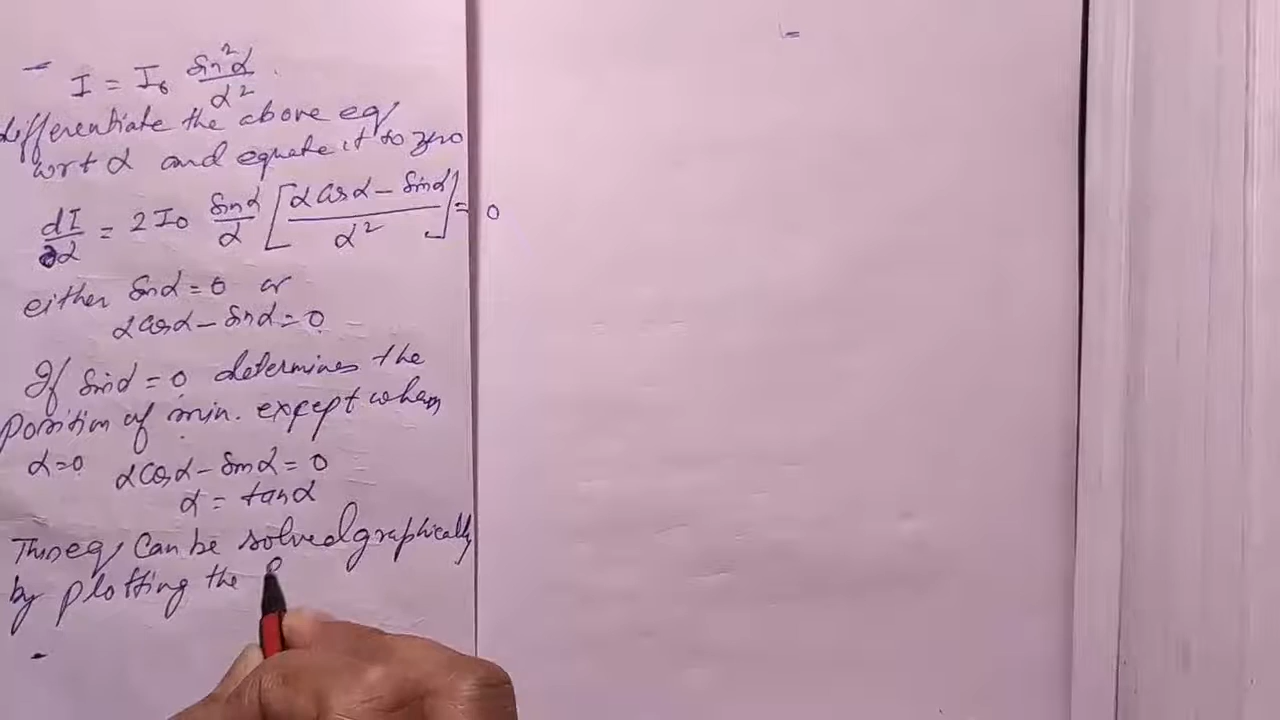 I = I₀ sin²α / α²
differentiate the above eq
wrt α and equate it to zero
dI/dα = 2I₀ sinα/α [αcosα – sinα / α²] = 0
either sinα = 0 or
αcosα – sinα = 0
If sinα = 0 determines the
position of min. except when
α=0 αcosα – sinα = 0
α = tanα
This eq can be solved graphically
by plotting the